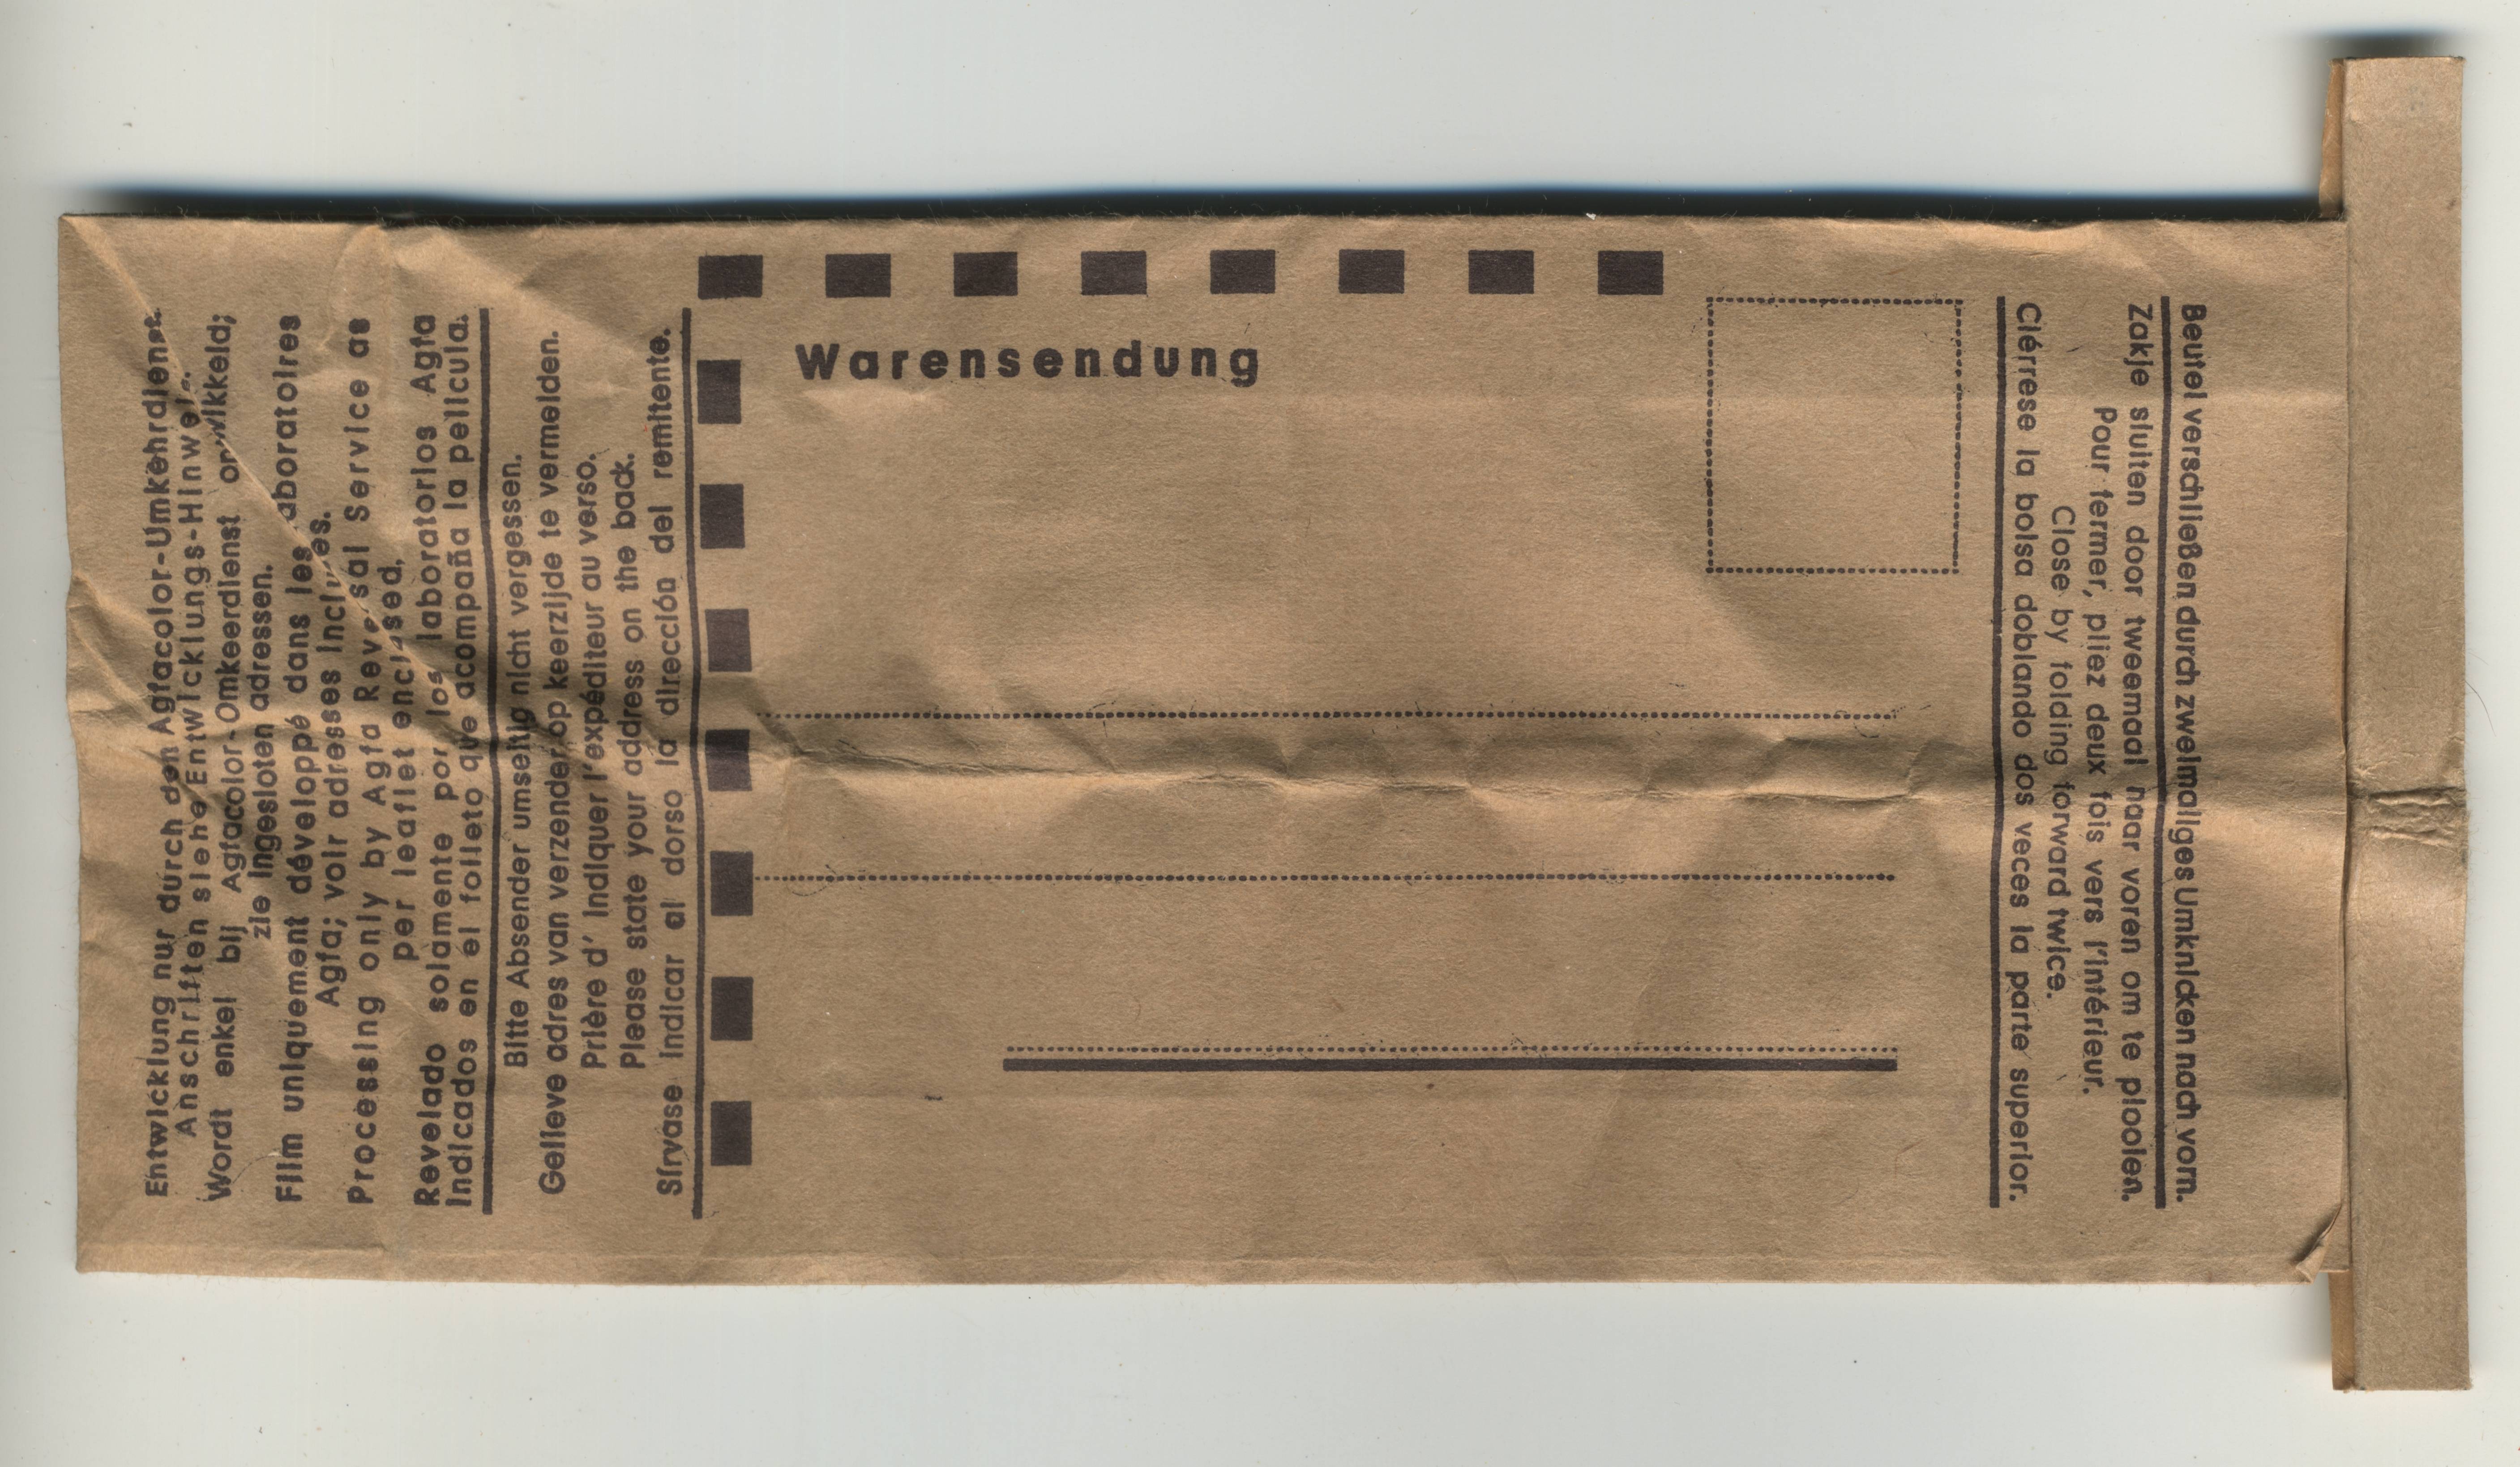 Entwicklung nur durch den Agfacolor-Umkehrdienst.
Anschriften siehe Entwicklungs-Hinweis.
Wordt enkel bij Agfacolor-Omkeerdienst ontwikkeld;
zie ingesloten adressen.
Film uniquement développé dans les laboratoires
Agfa; voir adresses incluses.
Processing only by Agfa Reversal Service as
per leaflet enclosed.
Revelado solamente por los laboratorios Agfa
indicados en el folleto que acompaña la película.
Bitte Absender umseitig nicht vergessen.
Gelieve adres van verzender op keerzijde te vermelden.
Prière d' indiquer l'expéditeur au verso.
Please state your address on the back.
Sírvase indicar al dorso la dirección del remitente.
Warensendung
Beutel verschließen durch zweimaliges Umknicken nach vorn.
Zakje sluiten door tweemaal naar voren om te plooien.
Pour fermer, pliez deux fois vers l'intérieur.
Close by folding forward twice.
Ciérrese la bolsa doblando dos veces la parte superior.